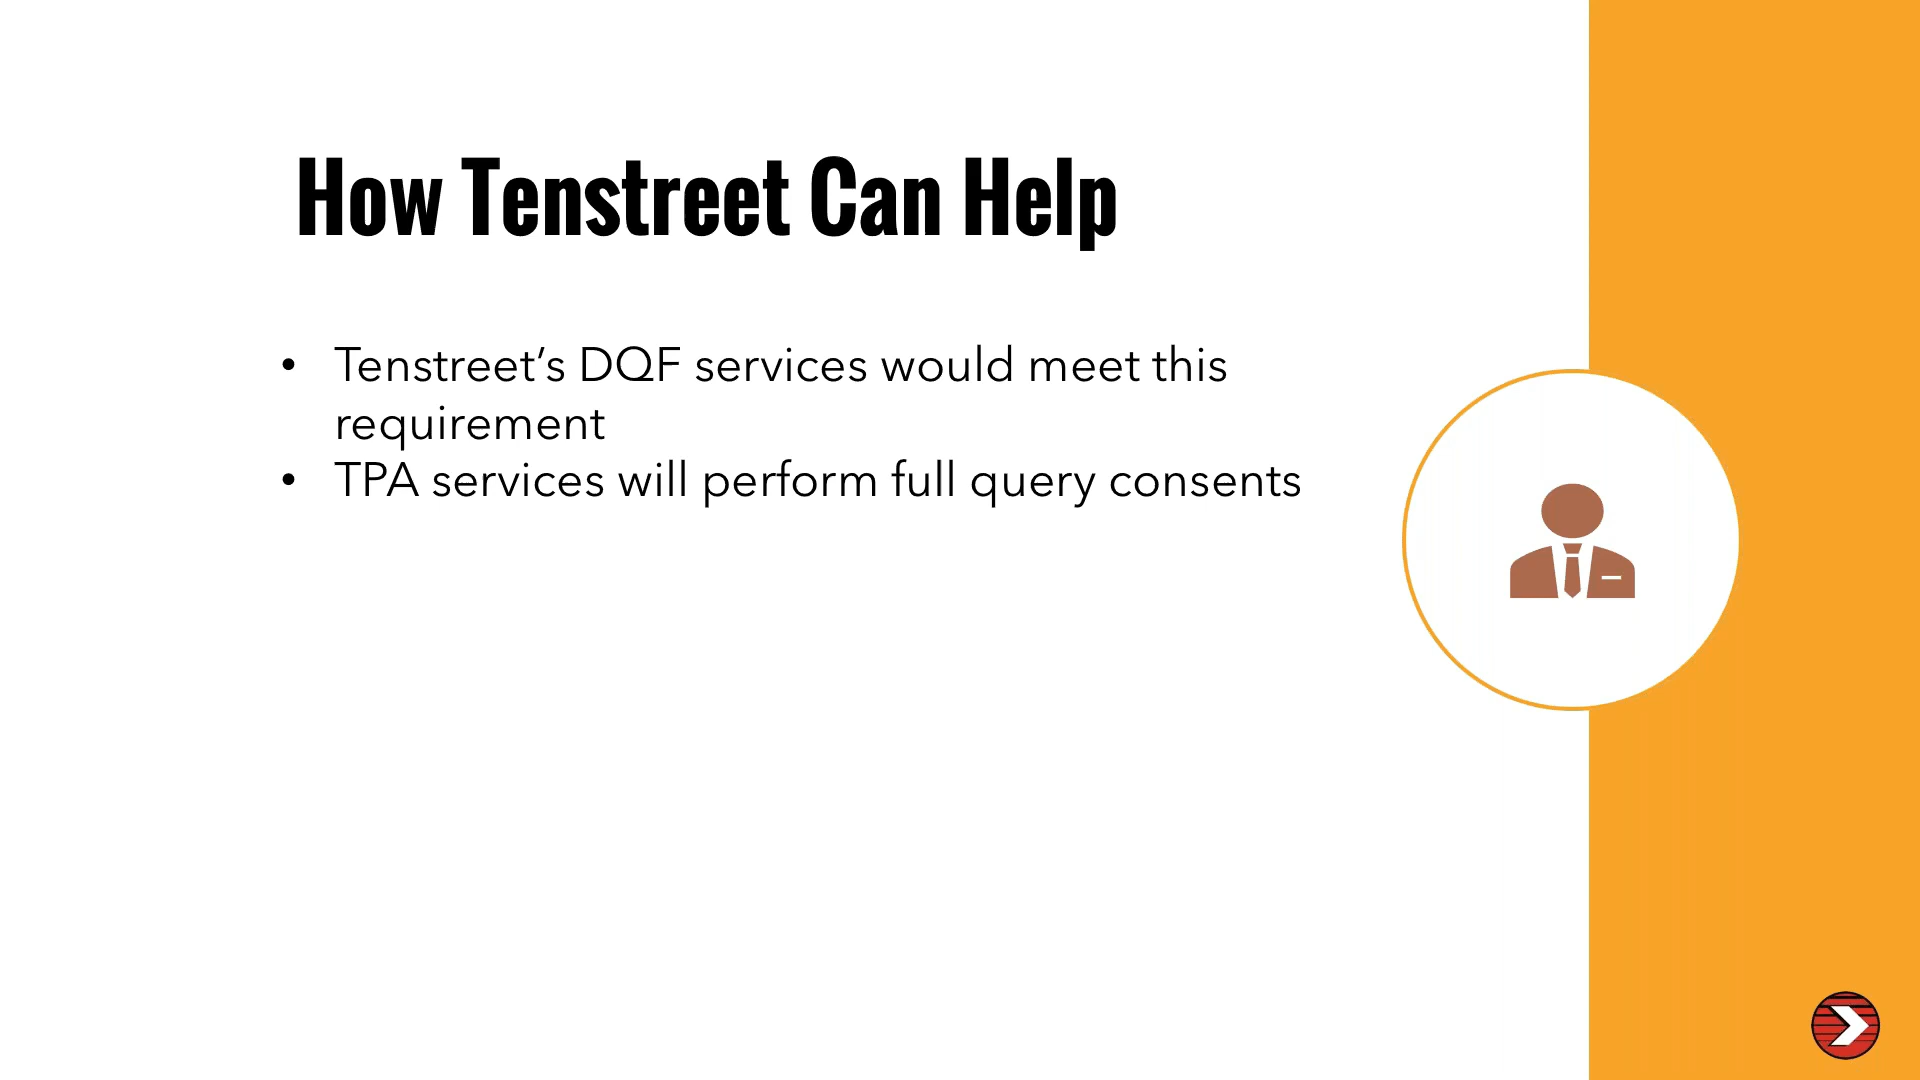 How Tenstreet Can Help
• Tenstreet’s DQF services would meet this
requirement
• TPA services will perform full query consents